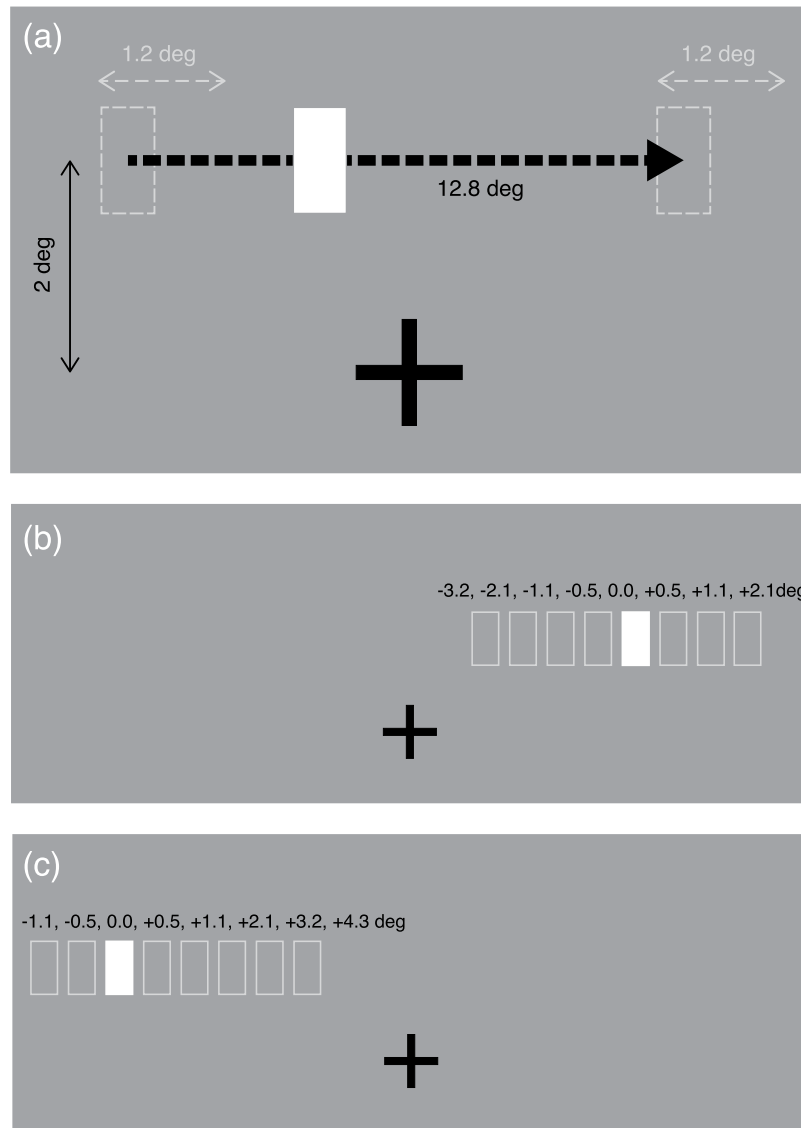 (a)
1.2 deg
1.2 deg
12.8 deg
2 deg
(b)
-3.2, -2.1, -1.1, -0.5, 0.0, +0.5, +1.1, +2.1deg
(c)
-1.1, -0.5, 0.0, +0.5, +1.1, +2.1, +3.2, +4.3 deg